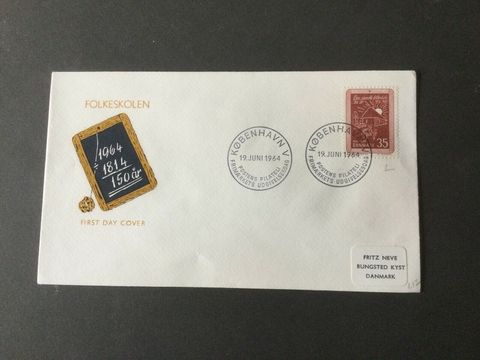 FOLKESKOLEN
1964
1814
150 år
FIRST DAY COVER
KØBENHAVN V
19. JUNI 1964
POSTENS FILATELI
FRIMÆRKETS UDGIVELSESDAG
KØBENHAVN V
19. JUNI 1964
POSTENS FILATELI
FRIMÆRKETS UDGIVELSESDAG
DANMARK 35
FRITZ NEVE
RUNGSTED KYST
DANMARK